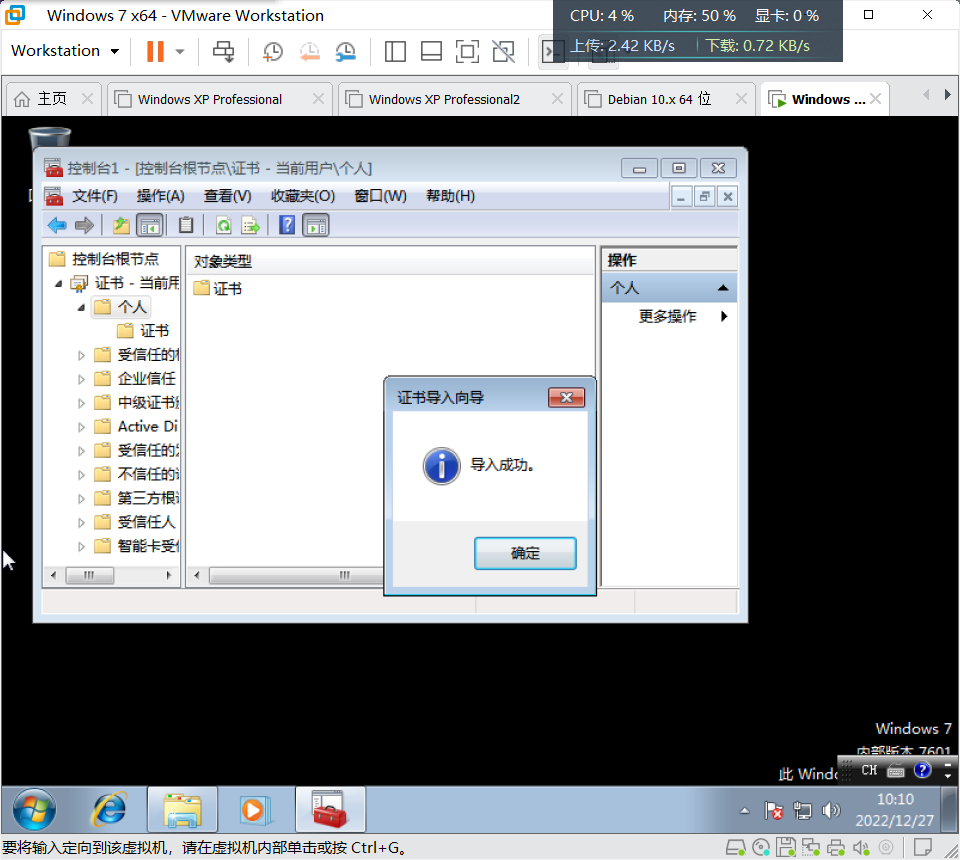 Windows 7 x64 - VMware Workstation
CPU: 4 % 内存: 50 % 显卡: 0 %
上传: 2.42 KB/s 下载: 0.72 KB/s
Workstation
主页
Windows XP Professional
Windows XP Professional2
Debian 10.x 64 位
Windows ...
控制台1 - [控制台根节点\证书 - 当前用户\个人]
文件(F) 操作(A) 查看(V) 收藏夹(O) 窗口(W) 帮助(H)
控制台根节点
证书 - 当前用
个人
证书
受信任的
企业信任
中级证书
Active Di
受信任的
不信任的
第三方根
受信任人
智能卡受
对象类型
证书
操作
个人
更多操作
证书导入向导
导入成功。
确定
Windows 7
内部版本 7601
此 Windo
CH
10:10
2022/12/27
要将输入定向到该虚拟机，请在虚拟机内部单击或按 Ctrl+G。